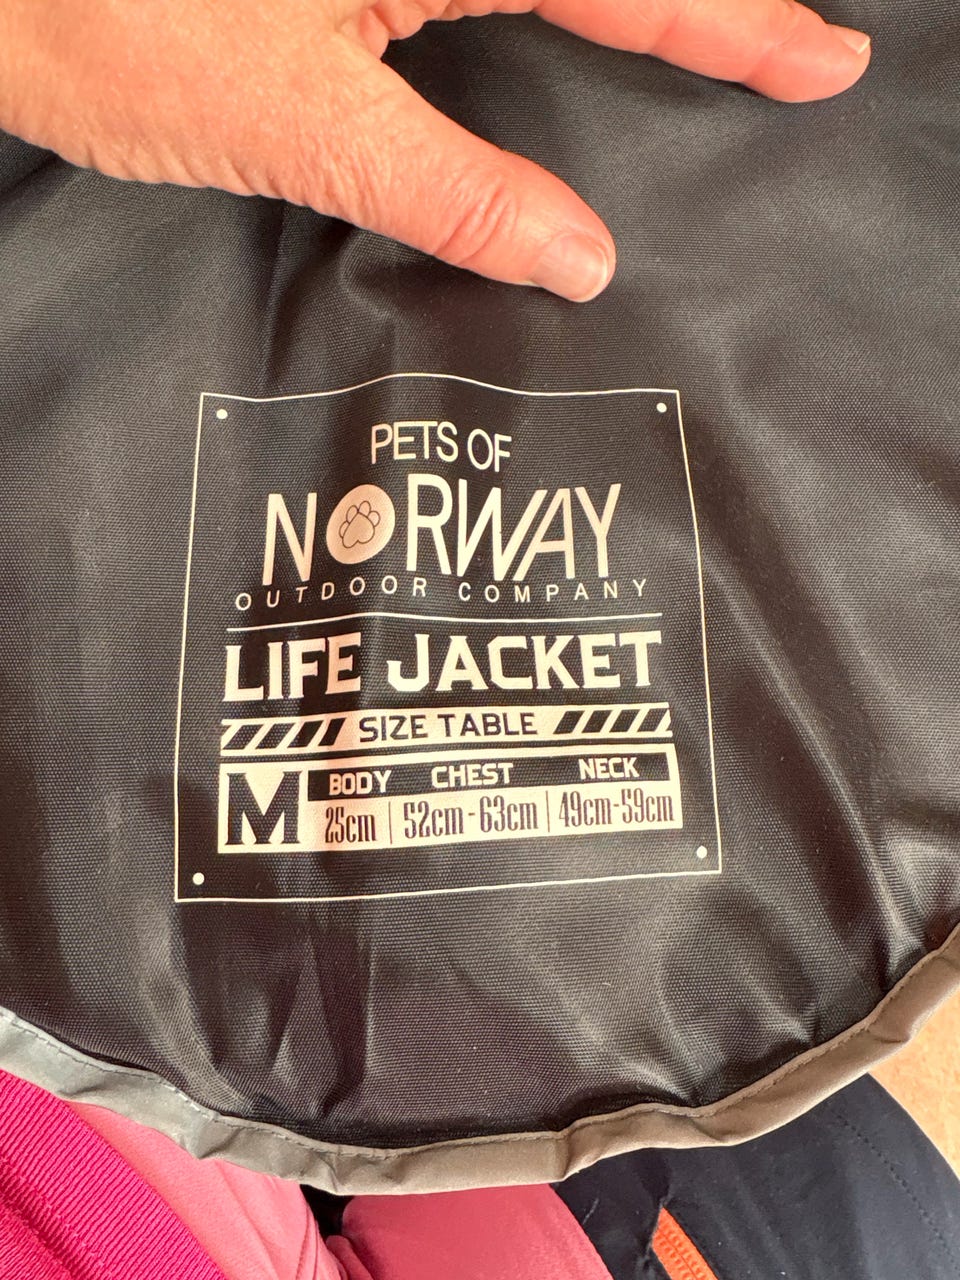 PETS OF
NORWAY
OUTDOOR COMPANY
LIFE JACKET
SIZE TABLE
M BODY CHEST NECK
25cm | 52cm-63cm | 49cm-59cm